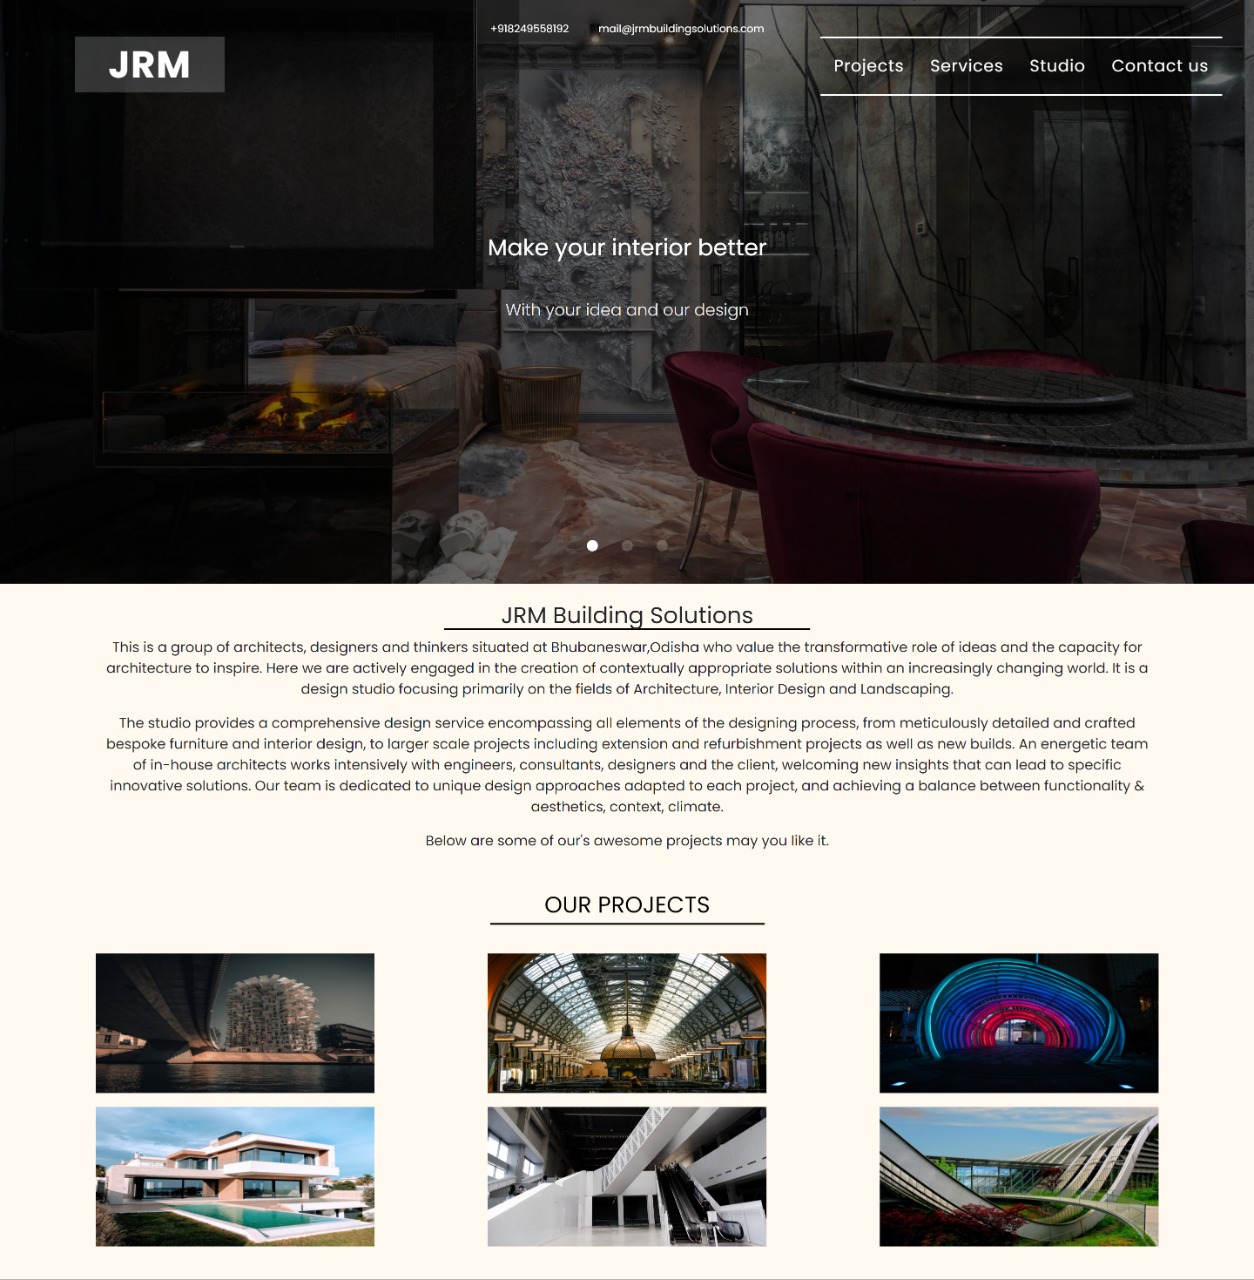 +918249558192 mail@jrmbuildingsolutions.com
JRM
Projects Services Studio Contact us
Make your interior better
With your idea and our design
JRM Building Solutions
This is a group of architects, designers and thinkers situated at Bhubaneswar,Odisha who value the transformative role of ideas and the capacity for
architecture to inspire. Here we are actively engaged in the creation of contextually appropriate solutions within an increasingly changing world. It is a
design studio focusing primarily on the fields of Architecture, Interior Design and Landscaping.
The studio provides a comprehensive design service encompassing all elements of the designing process, from meticulously detailed and crafted
bespoke furniture and interior design, to larger scale projects including extension and refurbishment projects as well as new builds. An energetic team
of in-house architects works intensively with engineers, consultants, designers and the client, welcoming new insights that can lead to specific
innovative solutions. Our team is dedicated to unique design approaches adapted to each project, and achieving a balance between functionality &
aesthetics, context, climate.
Below are some of our's awesome projects may you like it.
OUR PROJECTS